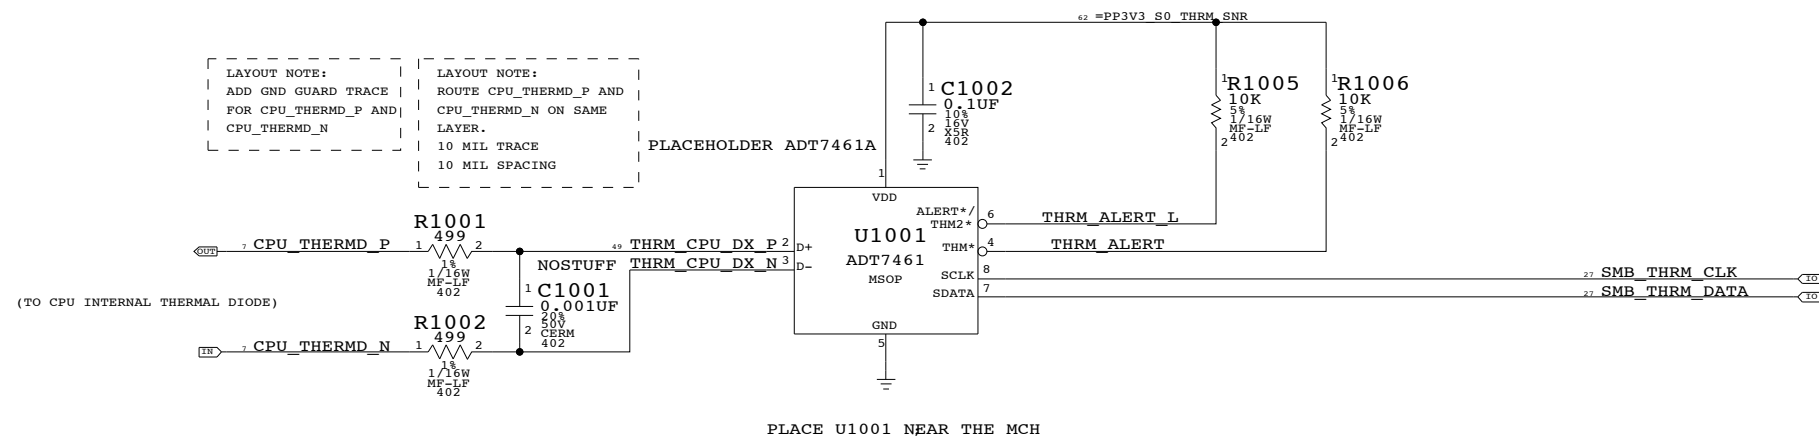 62 =PP3V3_S0_THRM_SNR
LAYOUT NOTE:
ADD GND GUARD TRACE
FOR CPU_THERMD_P AND
CPU_THERMD_N
LAYOUT NOTE:
ROUTE CPU_THERMD_P AND
CPU_THERMD_N ON SAME
LAYER.
10 MIL TRACE
10 MIL SPACING
PLACEHOLDER ADT7461A
1
C1002
0.1UF
10%
16V
X5R
402
2
1
R1005
10K
5%
1/16W
MF-LF
402
2
1
R1006
10K
5%
1/16W
MF-LF
402
2
1
VDD
ALERT*/
THM2*
6
THRM_ALERT_L
U1001
ADT7461
MSOP
THM*
4
THRM_ALERT
SCLK
8
27 SMB_THRM_CLK
IO
SDATA
7
27 SMB_THRM_DATA
IO
GND
5
R1001
499
OUT
7 CPU_THERMD_P
1
2
1%
1/16W
MF-LF
402
49 THRM_CPU_DX_P
2
D+
THRM_CPU_DX_N
3
D-
NOSTUFF
1
C1001
0.001UF
20%
50V
CERM
402
2
(TO CPU INTERNAL THERMAL DIODE)
R1002
499
IN
7 CPU_THERMD_N
1
2
1%
1/16W
MF-LF
402
PLACE U1001 NEAR THE MCH